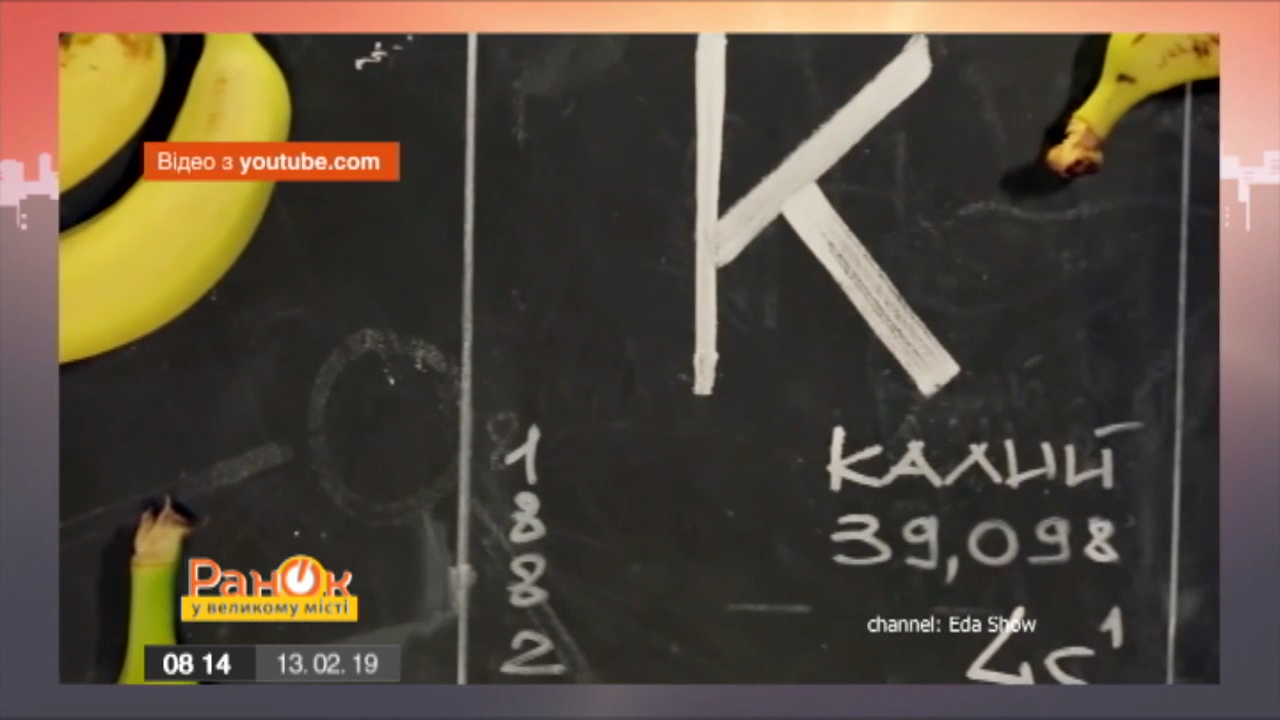 Відео з youtube.com
K
КАЛИЙ
39,098
1
8
8
2
4s¹
channel: Eda Show
Ранок
у великому місті
08 14
13. 02. 19